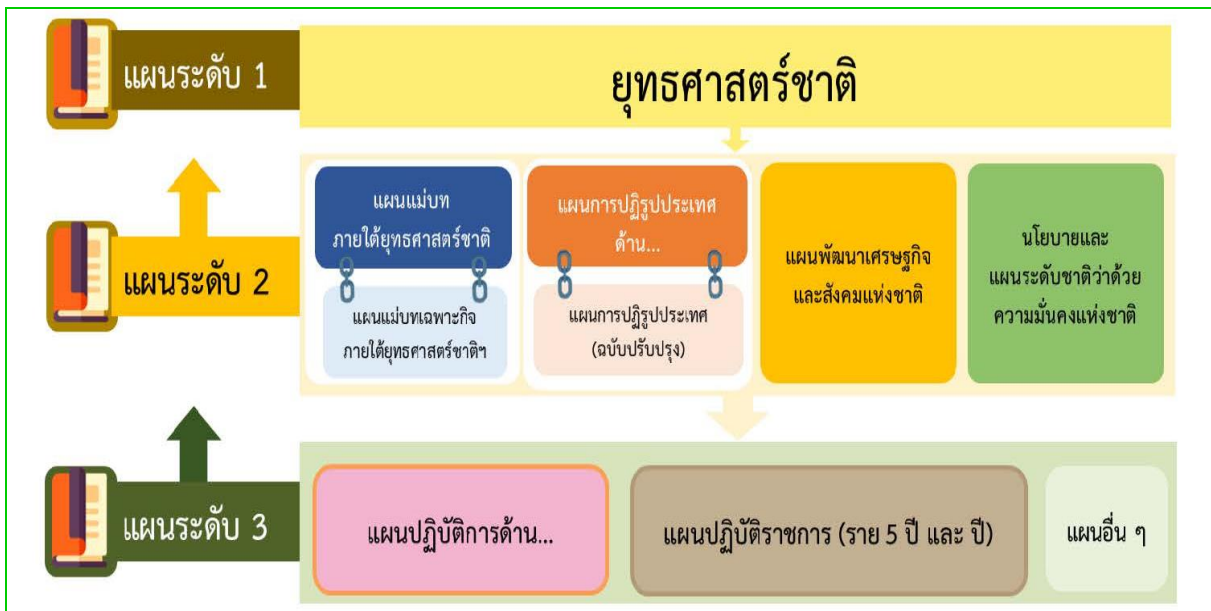 แผนระดับ 1
ยุทธศาสตร์ชาติ
แผนระดับ 2
แผนแม่บท
ภายใต้ยุทธศาสตร์ชาติ
แผนแม่บทเฉพาะกิจ
ภายใต้ยุทธศาสตร์ชาติฯ
แผนการปฏิรูปประเทศ
ด้าน...
แผนการปฏิรูปประเทศ
(ฉบับปรับปรุง)
แผนพัฒนาเศรษฐกิจ
และสังคมแห่งชาติ
นโยบายและ
แผนระดับชาติว่าด้วย
ความมั่นคงแห่งชาติ
แผนระดับ 3
แผนปฏิบัติการด้าน...
แผนปฏิบัติราชการ (ราย 5 ปี และ ปี)
แผนอื่น ๆ